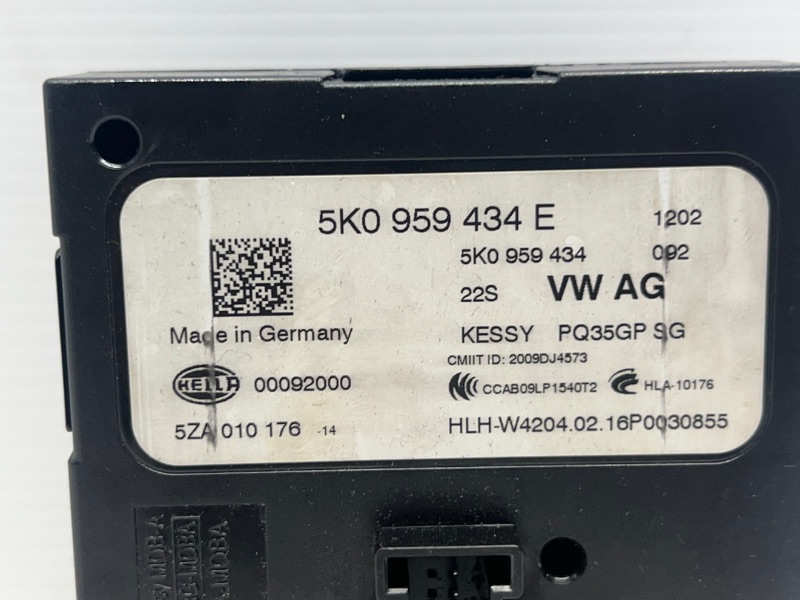 5K0 959 434 E 1202
5K0 959 434 092
22S VW AG
Made in Germany KESSY PQ35GP SG
CMIIT ID: 2009DJ4573
HELLA 00092000 CCAB09LP1540T2 HLA-10176
5ZA 010 176 -14 HLH-W4204.02.16P0030855